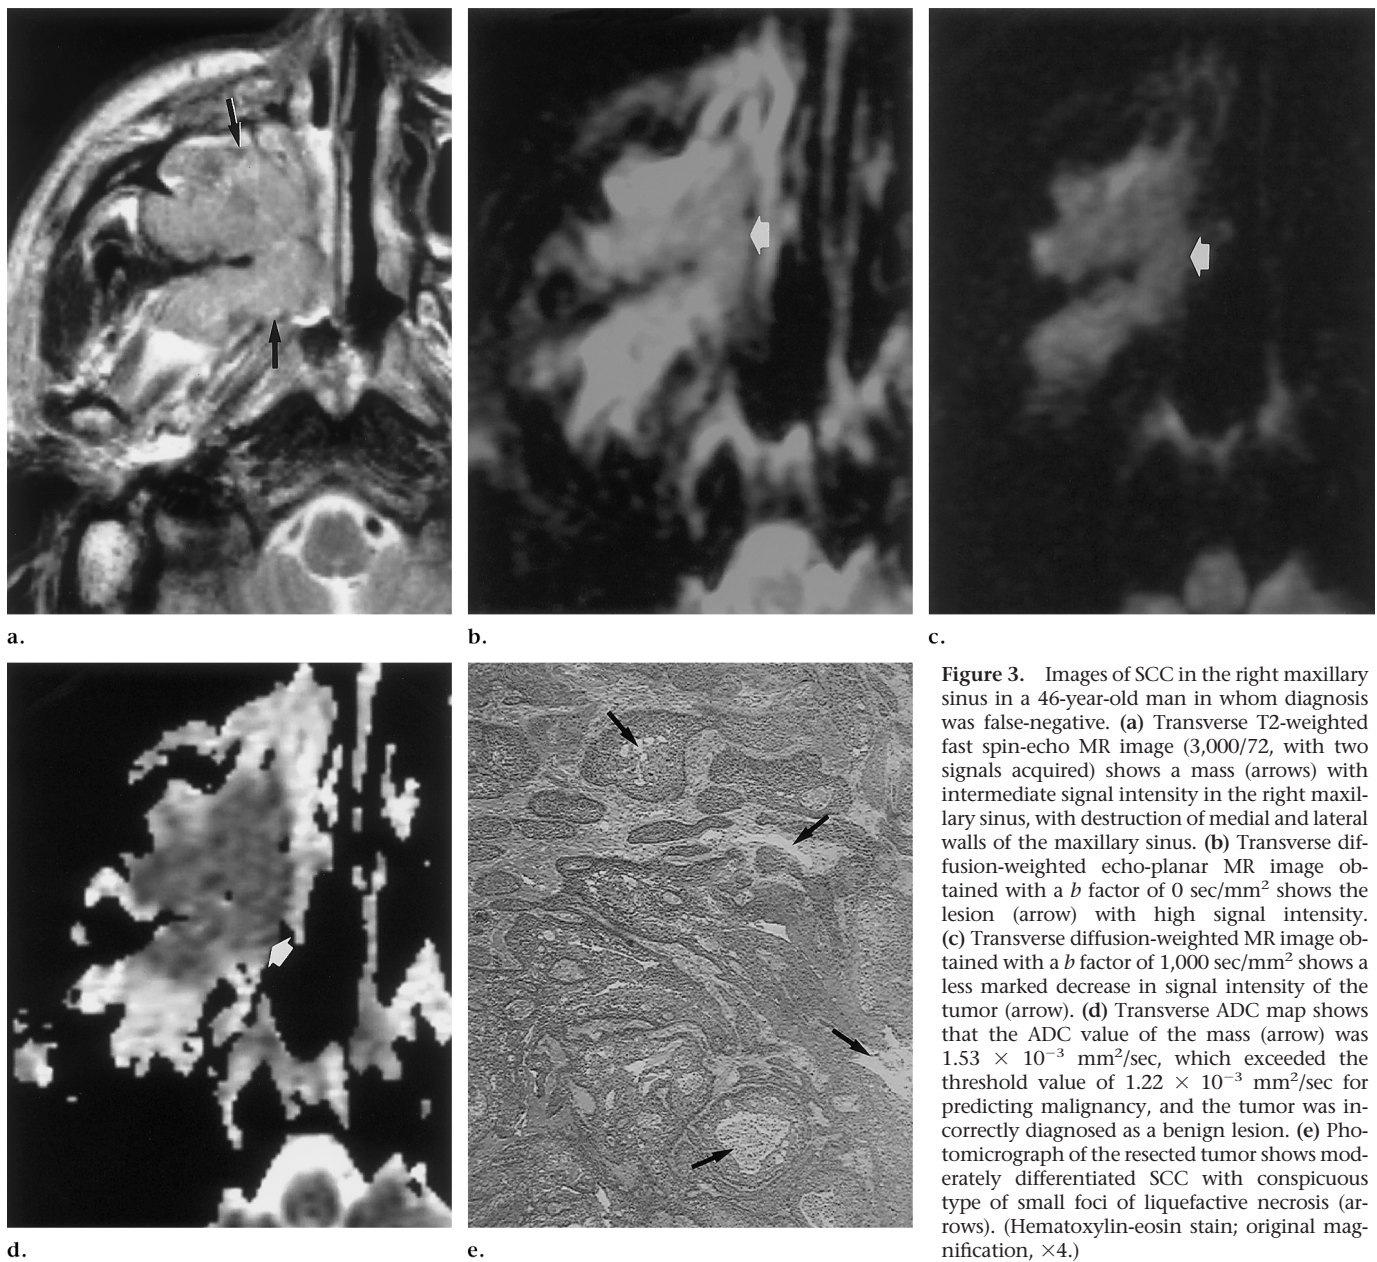 a.
b.
c.
d.
e.
Figure 3. Images of SCC in the right maxillary
sinus in a 46-year-old man in whom diagnosis
was false-negative. (a) Transverse T2-weighted
fast spin-echo MR image (3,000/72, with two
signals acquired) shows a mass (arrows) with
intermediate signal intensity in the right maxil-
lary sinus, with destruction of medial and lateral
walls of the maxillary sinus. (b) Transverse dif-
fusion-weighted echo-planar MR image ob-
tained with a b factor of 0 sec/mm² shows the
lesion (arrow) with high signal intensity.
(c) Transverse diffusion-weighted MR image ob-
tained with a b factor of 1,000 sec/mm² shows a
less marked decrease in signal intensity of the
tumor (arrow). (d) Transverse ADC map shows
that the ADC value of the mass (arrow) was
1.53 × 10⁻³ mm²/sec, which exceeded the
threshold value of 1.22 × 10⁻³ mm²/sec for
predicting malignancy, and the tumor was in-
correctly diagnosed as a benign lesion. (e) Pho-
tomicrograph of the resected tumor shows mod-
erately differentiated SCC with conspicuous
type of small foci of liquefactive necrosis (ar-
rows). (Hematoxylin-eosin stain; original mag-
nification, ×4.)